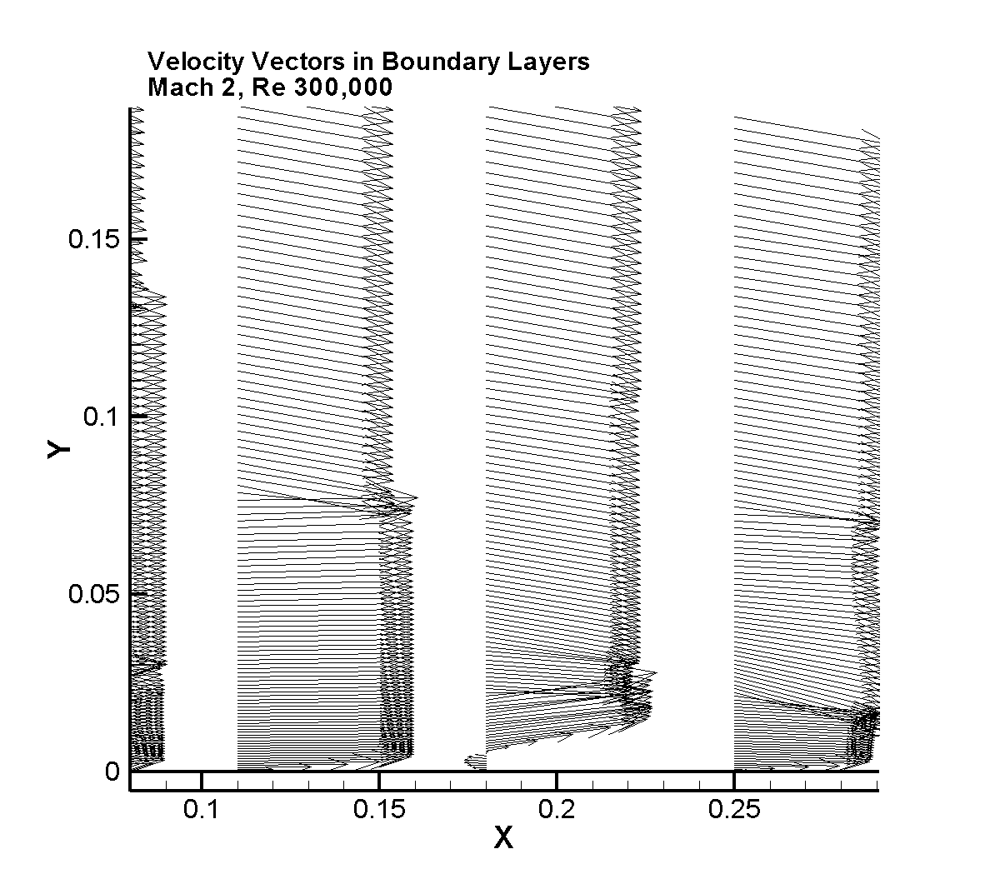 Velocity Vectors in Boundary Layers
Mach 2, Re 300,000
0.15
0.1
0.05
0
Y
0.1 0.15 0.2 0.25
X